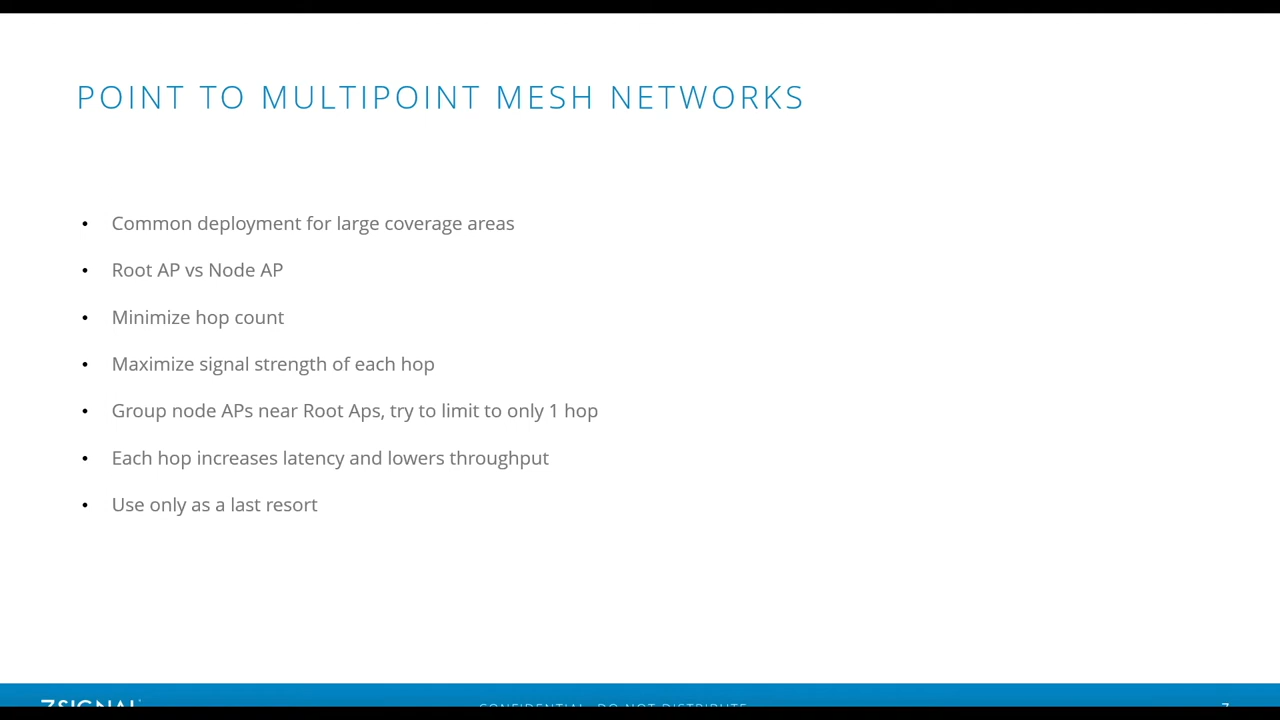 POINT TO MULTIPOINT MESH NETWORKS
• Common deployment for large coverage areas
• Root AP vs Node AP
• Minimize hop count
• Maximize signal strength of each hop
• Group node APs near Root Aps, try to limit to only 1 hop
• Each hop increases latency and lowers throughput
• Use only as a last resort
7SIGNAL
CONFIDENTIAL- DO NOT DISTRIBUTE
7